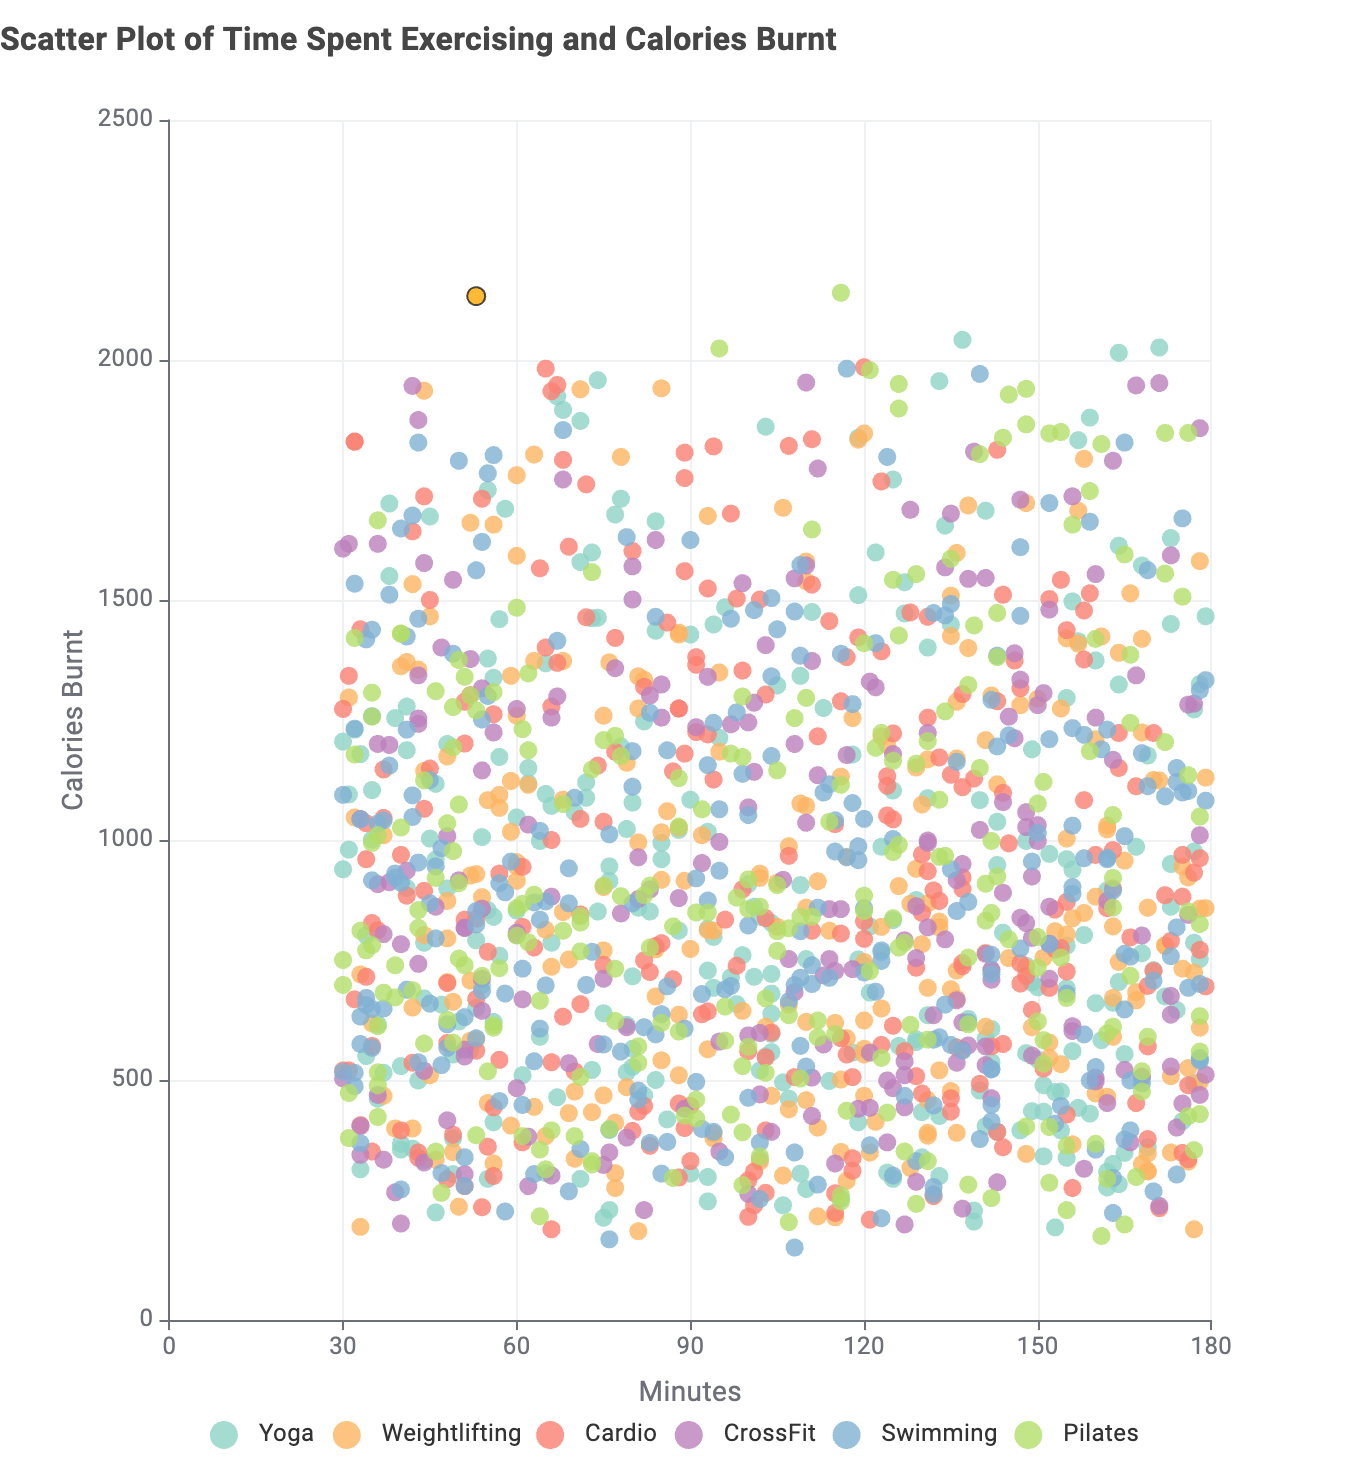 Scatter Plot of Time Spent Exercising and Calories Burnt
2500
2000
1500
1000
500
0
Calories Burnt
0 30 60 90 120 150 180
Minutes
Yoga Weightlifting Cardio CrossFit Swimming Pilates